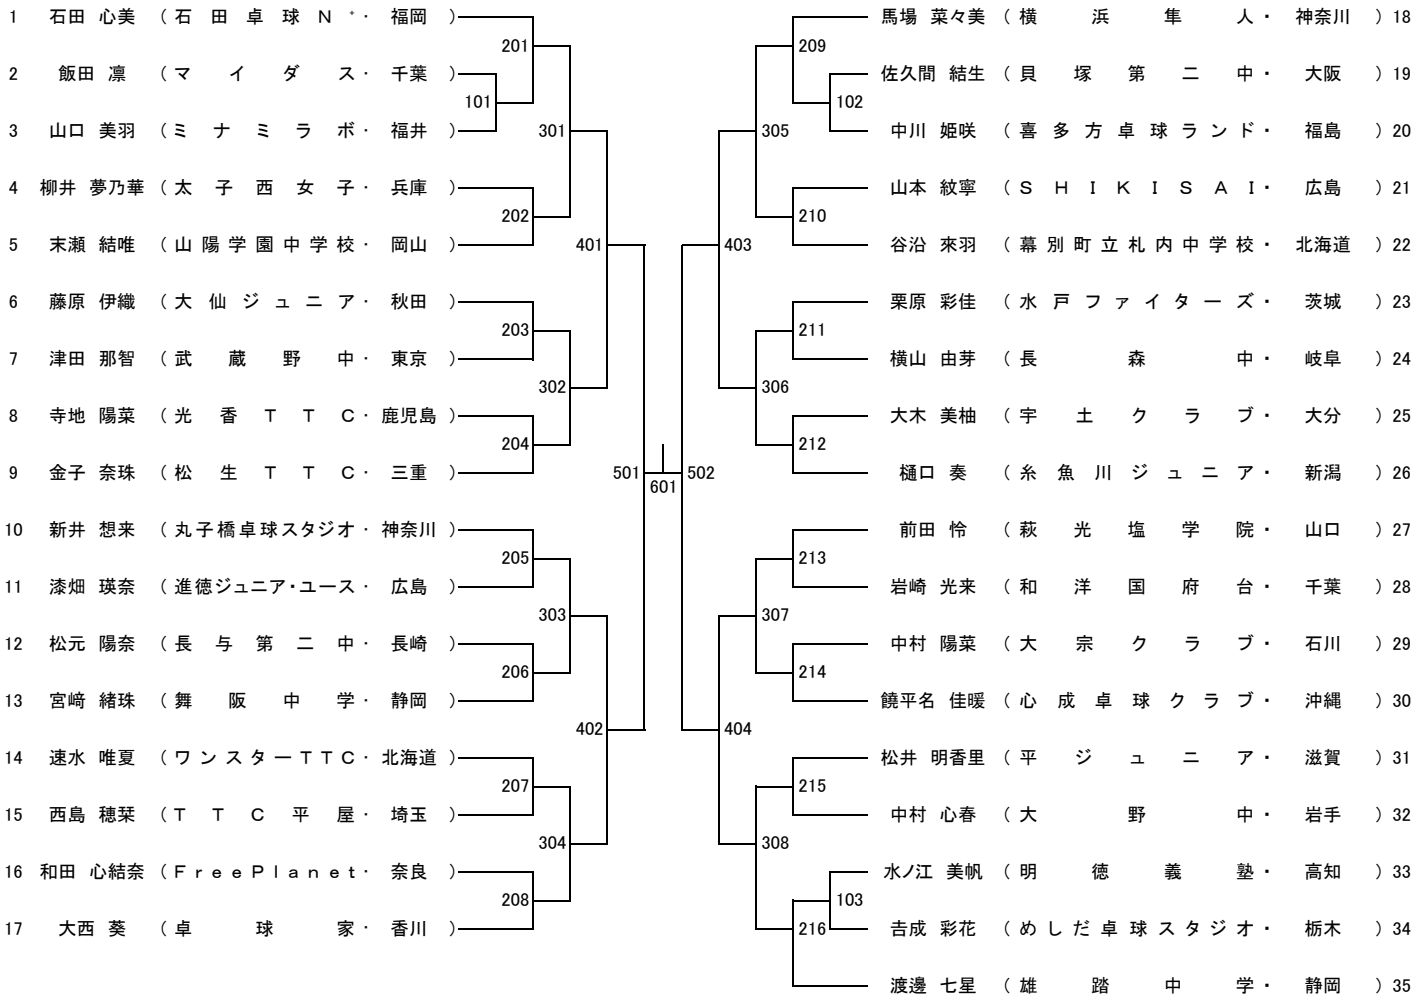 1 石田 心美 （石田卓球N⁺・ 福岡 ）
2 飯田 凛 （マイダス・ 千葉 ）
3 山口 美羽 （ミナミラボ・ 福井 ）
4 柳井 夢乃華 （太子西女子・ 兵庫 ）
5 末瀬 結唯 （山陽学園中学校・ 岡山 ）
6 藤原 伊織 （大仙ジュニア・ 秋田 ）
7 津田 那智 （武蔵野中・ 東京 ）
8 寺地 陽菜 （光香TTC・ 鹿児島 ）
9 金子 奈珠 （松生TTC・ 三重 ）
10 新井 想来 （丸子橋卓球スタジオ・ 神奈川 ）
11 漆畑 瑛奈 （進徳ジュニア・ユース・ 広島 ）
12 松元 陽奈 （長与第二中・ 長崎 ）
13 宮﨑 緒珠 （舞阪中学・ 静岡 ）
14 速水 唯夏 （ワンスターTTC・ 北海道 ）
15 西島 穂栞 （TTC平屋・ 埼玉 ）
16 和田 心結奈 （FreePlanet・ 奈良 ）
17 大西 葵 （卓球家・ 香川 ）
101
201
202
203
204
205
206
207
208
301
302
303
304
401
402
501
601
502
403
404
305
306
307
308
209
210
211
212
213
214
215
216
102
103
馬場 菜々美 （横浜隼人・ 神奈川 ）18
佐久間 結生 （貝塚第二中・ 大阪 ）19
中川 姫咲 （喜多方卓球ランド・ 福島 ）20
山本 紋寧 （SHIKISAI・ 広島 ）21
谷沿 來羽 （幕別町立札内中学校・ 北海道 ）22
栗原 彩佳 （水戸ファイターズ・ 茨城 ）23
横山 由芽 （長森中・ 岐阜 ）24
大木 美柚 （宇土クラブ・ 大分 ）25
樋口 奏 （糸魚川ジュニア・ 新潟 ）26
前田 怜 （萩光塩学院・ 山口 ）27
岩崎 光来 （和洋国府台・ 千葉 ）28
中村 陽菜 （大宗クラブ・ 石川 ）29
饒平名 佳暖 （心成卓球クラブ・ 沖縄 ）30
松井 明香里 （平ジュニア・ 滋賀 ）31
中村 心春 （大野中・ 岩手 ）32
水ノ江 美帆 （明徳義塾・ 高知 ）33
吉成 彩花 （めしだ卓球スタジオ・ 栃木 ）34
渡邊 七星 （雄踏中学・ 静岡 ）35